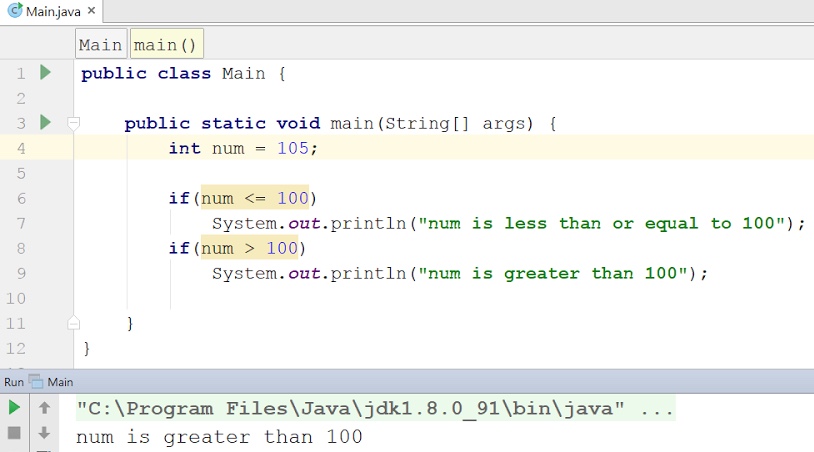 Main.java ×
Main main()
1 public class Main {
2
3 public static void main(String[] args) {
4 int num = 105;
5
6 if(num <= 100)
7 System.out.println("num is less than or equal to 100");
8 if(num > 100)
9 System.out.println("num is greater than 100");
10
11 }
12 }
Run Main
"C:\Program Files\Java\jdk1.8.0_91\bin\java" ...
num is greater than 100